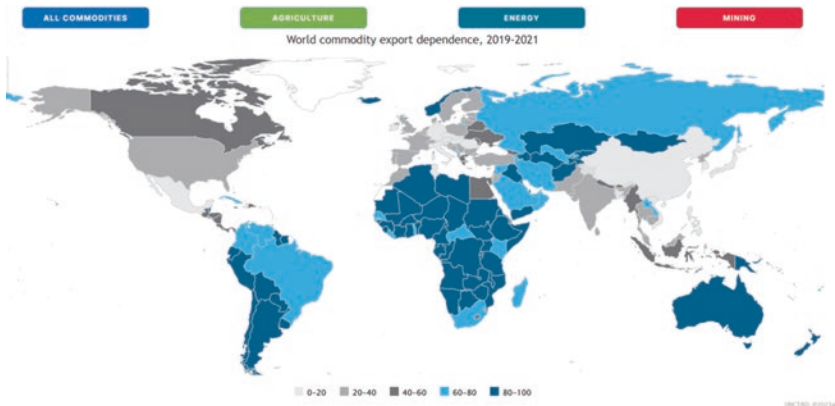 ALL COMMODITIES
AGRICULTURE
ENERGY
MINING
World commodity export dependence, 2019-2021
0-20
20-40
40-60
60-80
80-100